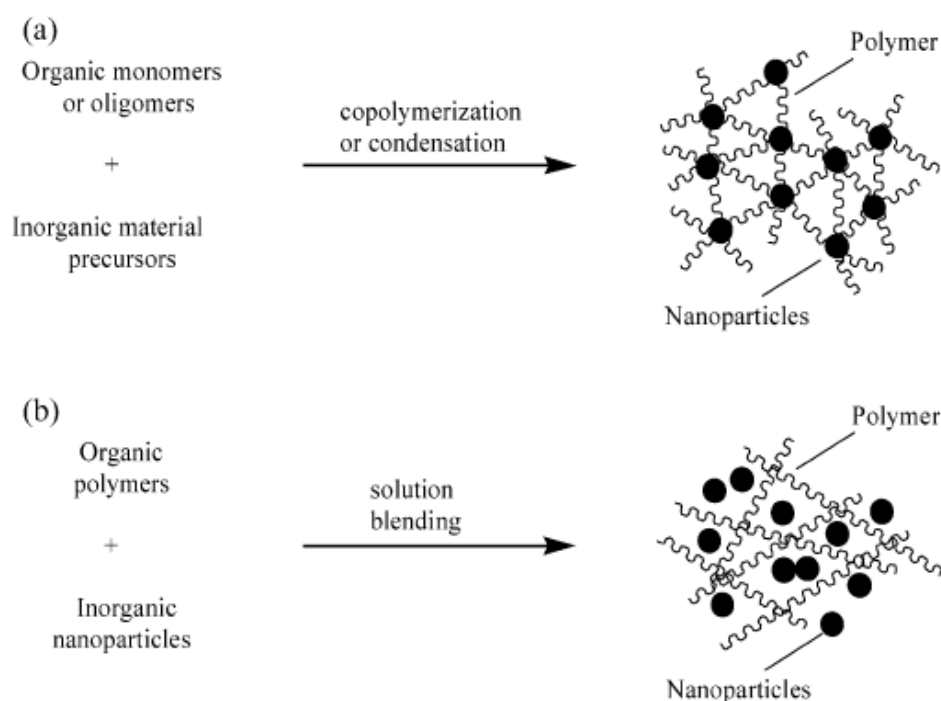 (a)
Organic monomers
or oligomers
+
Inorganic material
precursors
copolymerization
or condensation
Polymer
Nanoparticles
(b)
Organic
polymers
+
Inorganic
nanoparticles
solution
blending
Polymer
Nanoparticles